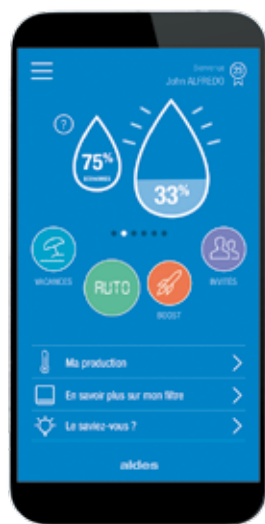 Bienvenue
John ALFREDO
?
75%
ECONOMIES
33%
VACANCES
AUTO
BOOST
INVITÉS
Ma production
En savoir plus sur mon filtre
Le saviez-vous ?
aldes